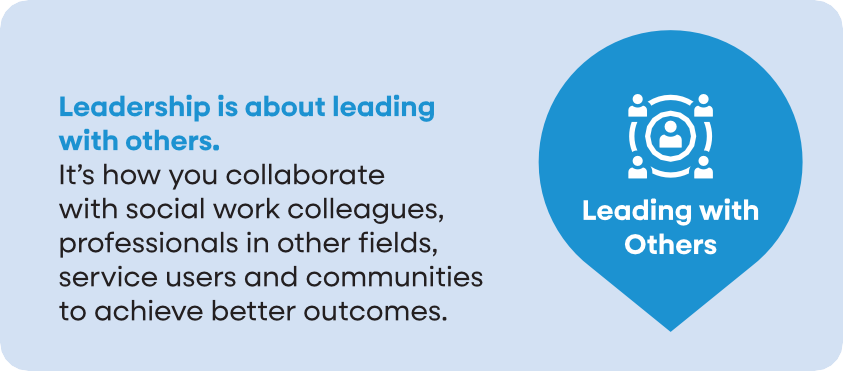 Leadership is about leading
with others.
It’s how you collaborate
with social work colleagues,
professionals in other fields,
service users and communities
to achieve better outcomes.
Leading with
Others